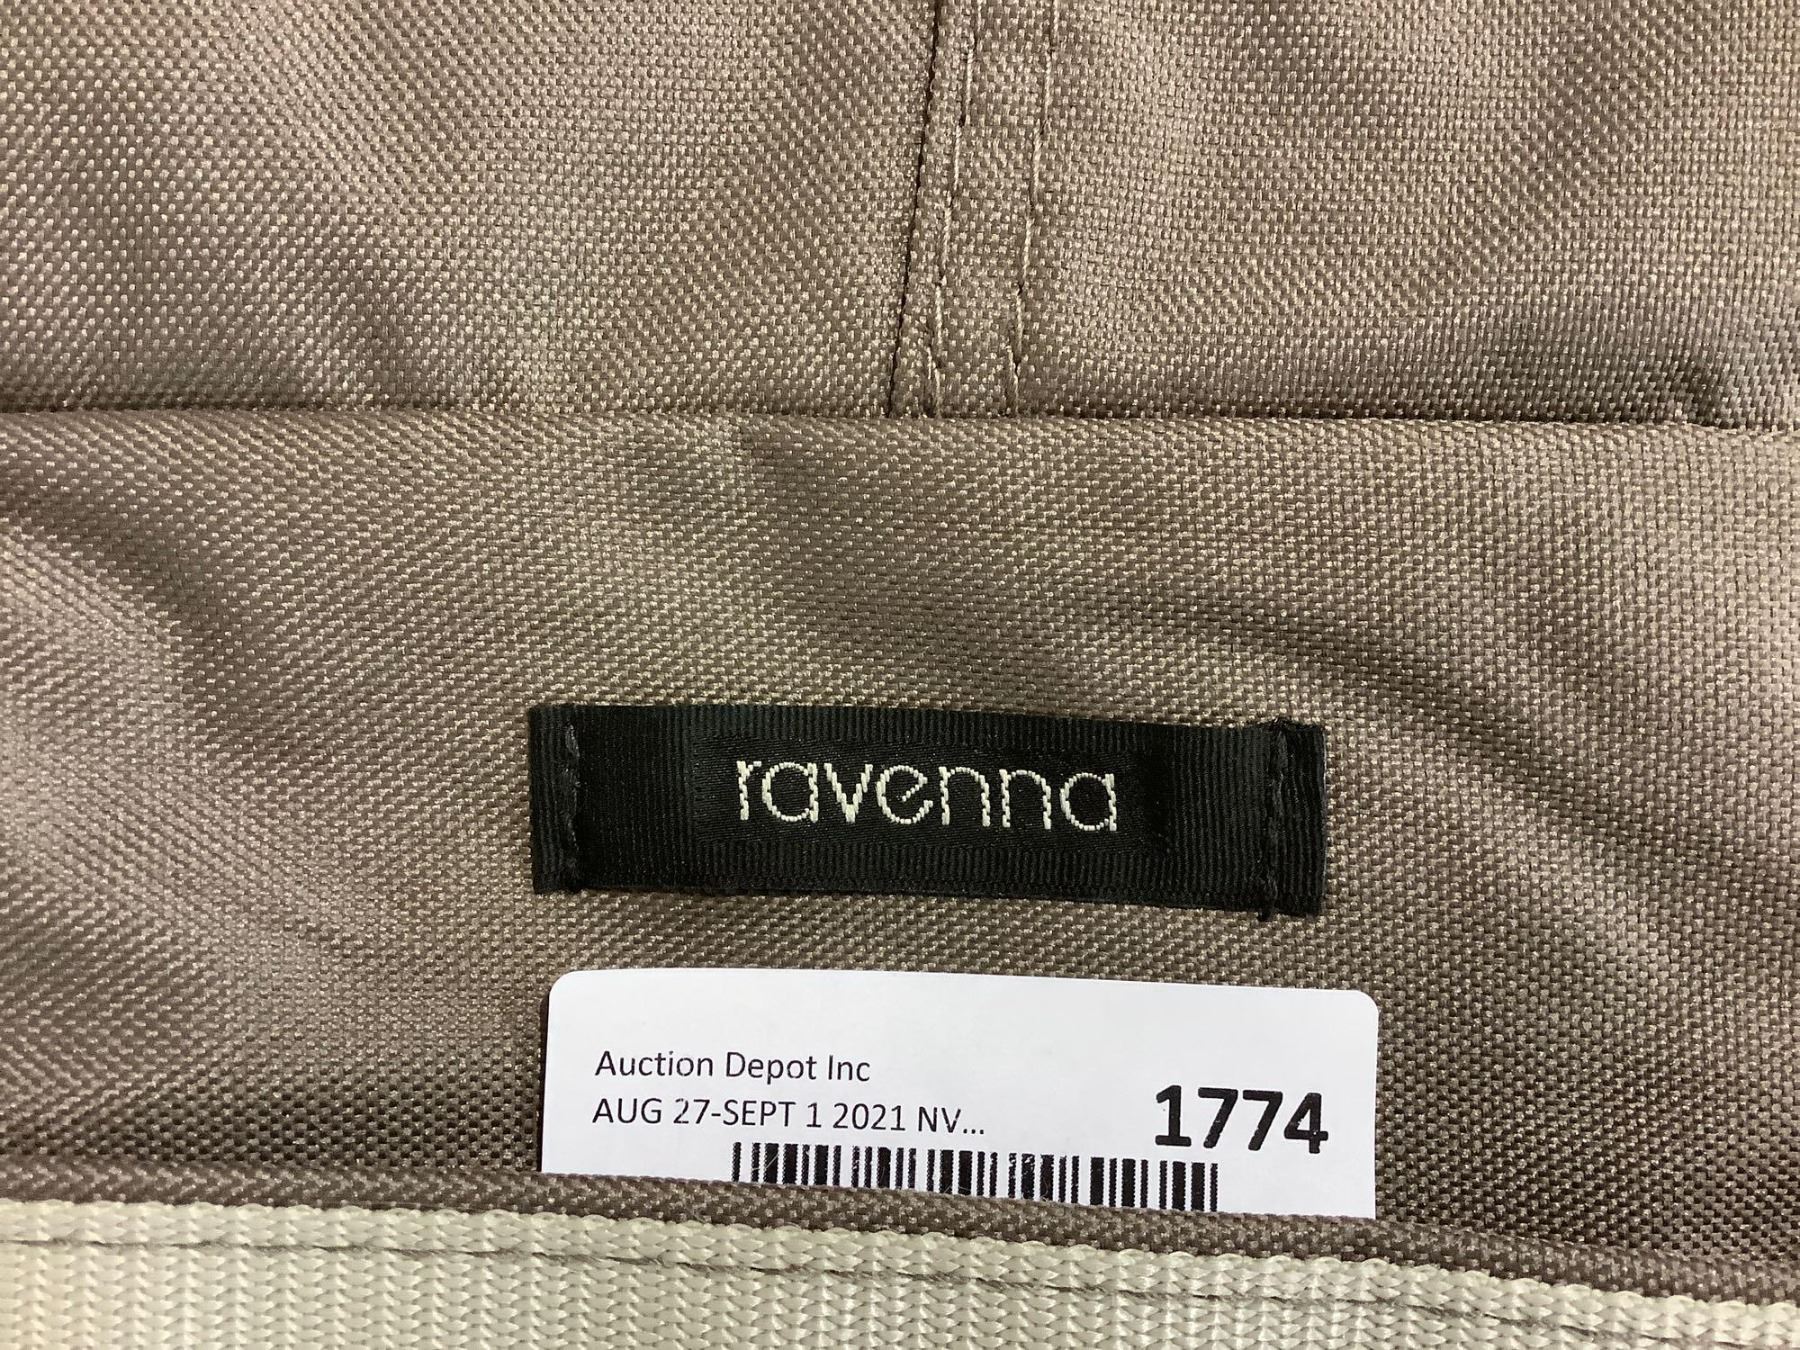 ravenna
Auction Depot Inc
AUG 27-SEPT 1 2021 NV...
1774